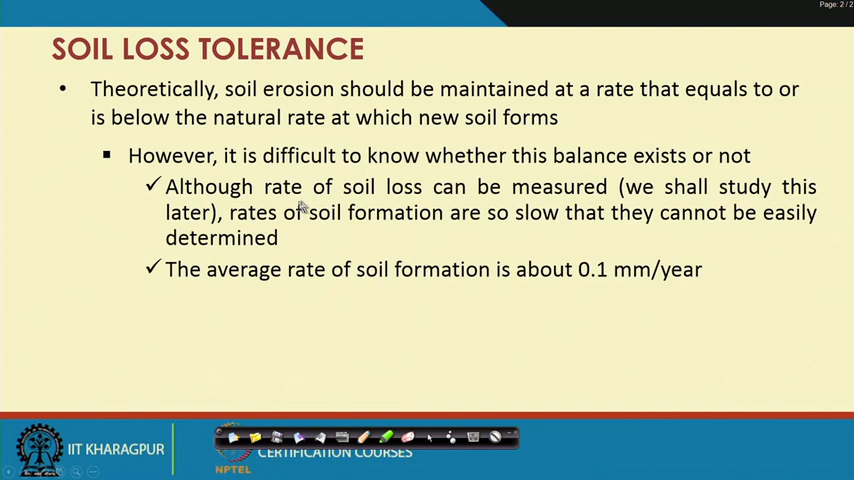 Page: 2 / 2
SOIL LOSS TOLERANCE
• Theoretically, soil erosion should be maintained at a rate that equals to or
is below the natural rate at which new soil forms
▪ However, it is difficult to know whether this balance exists or not
✓ Although rate of soil loss can be measured (we shall study this
later), rates of soil formation are so slow that they cannot be easily
determined
✓ The average rate of soil formation is about 0.1 mm/year
IIT KHARAGPUR
NPTEL
CERTIFICATION COURSES